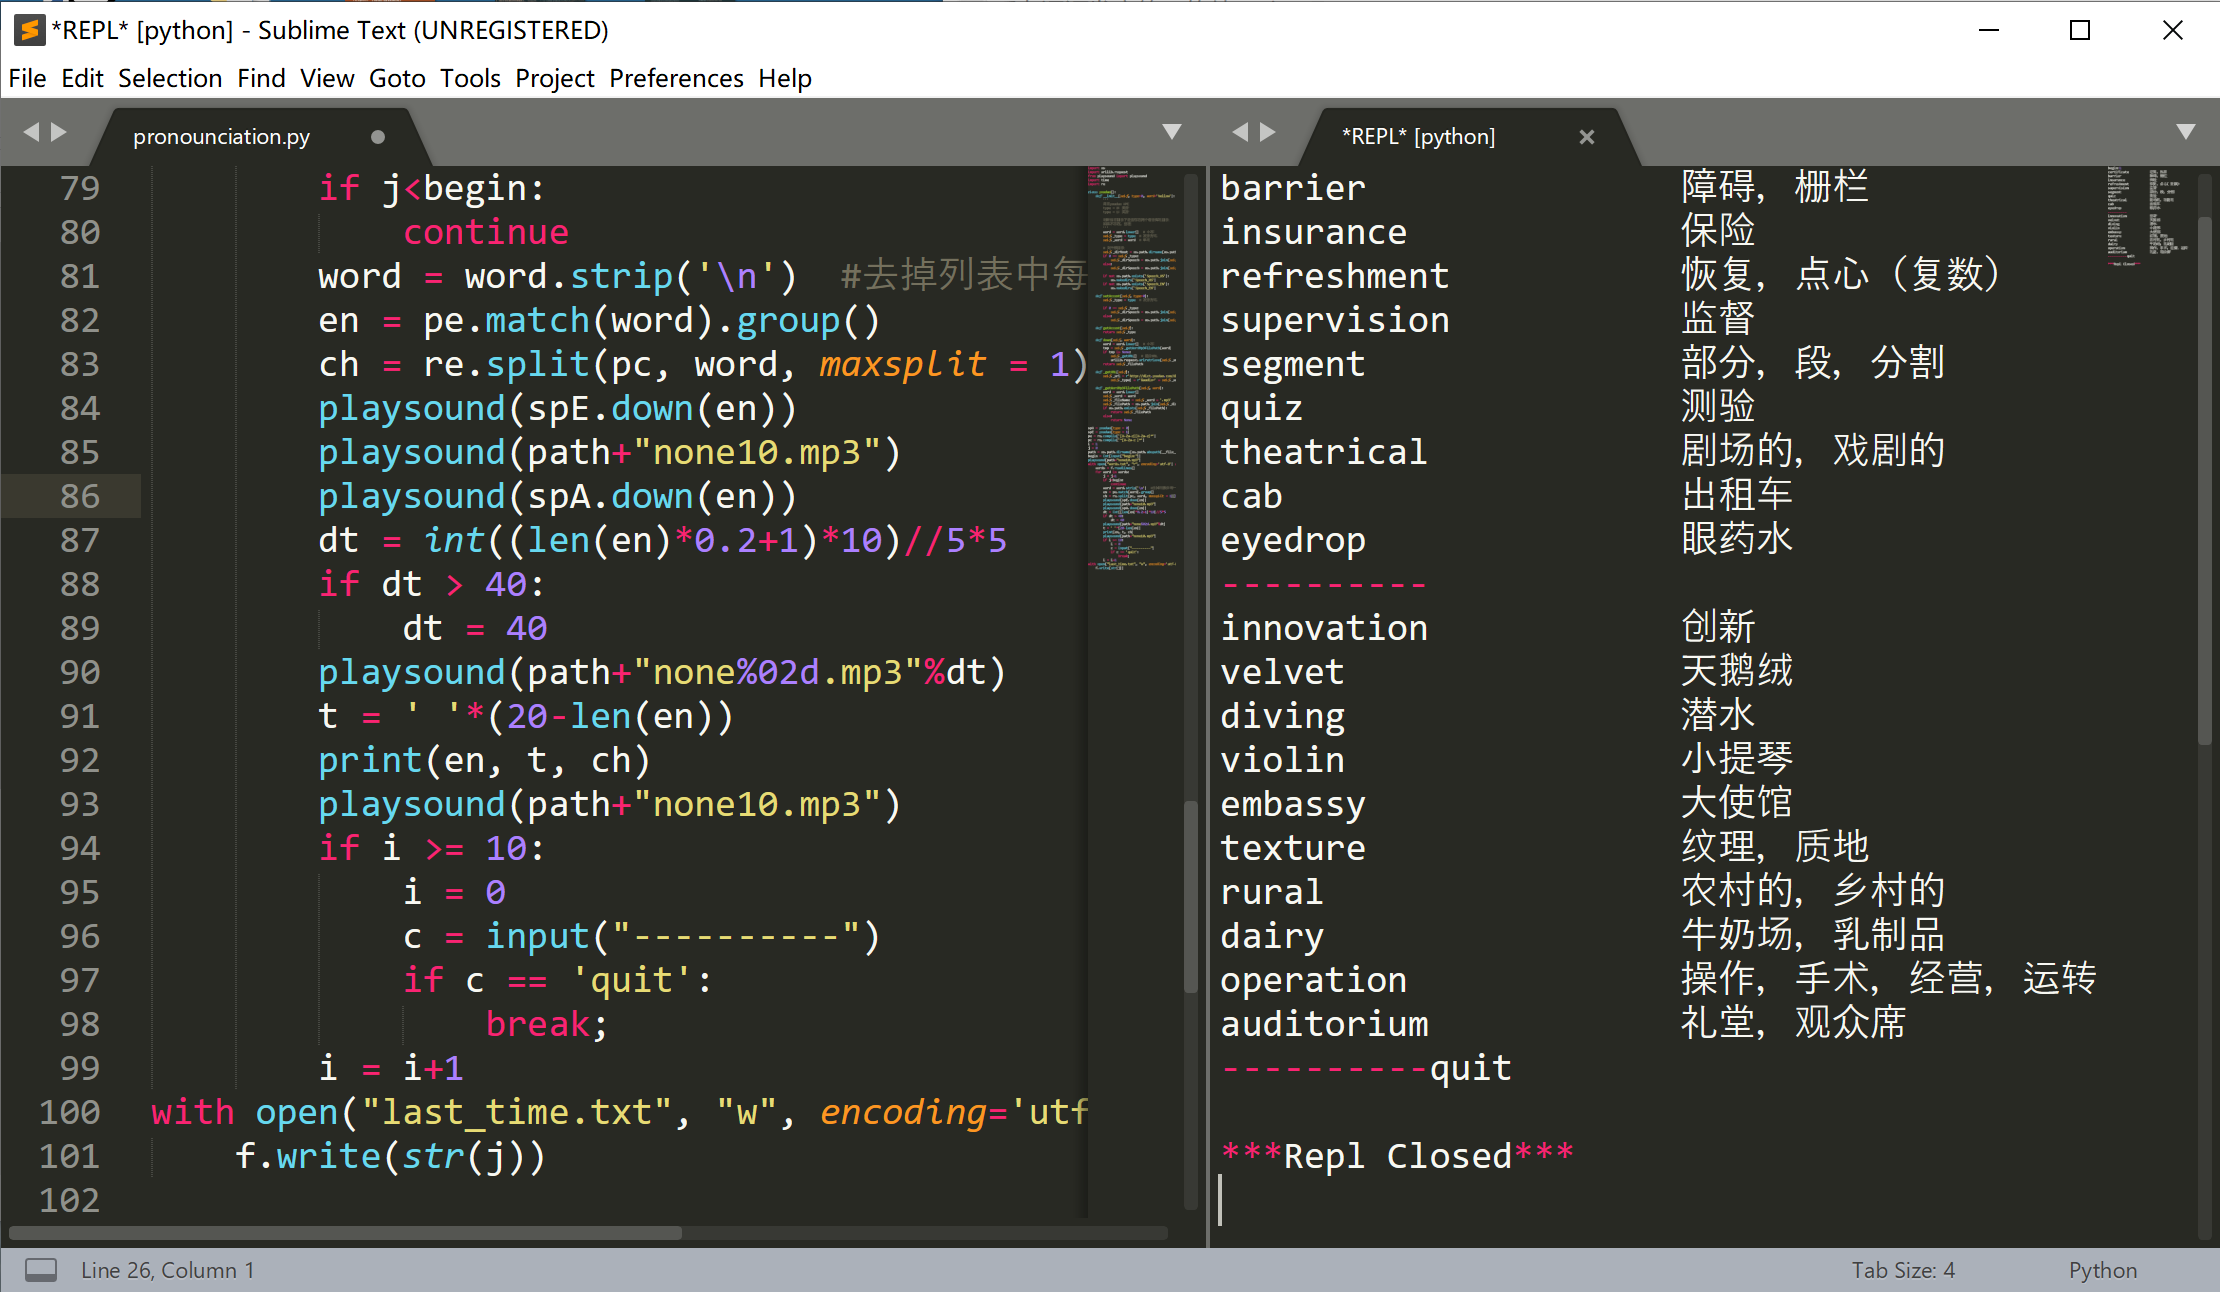 *REPL* [python] - Sublime Text (UNREGISTERED)
File Edit Selection Find View Goto Tools Project Preferences Help
pronounciation.py
79 if j<begin:
80 continue
81 word = word.strip('\n') #去掉列表中每
82 en = pe.match(word).group()
83 ch = re.split(pc, word, maxsplit = 1)
84 playsound(spE.down(en))
85 playsound(path+"none10.mp3")
86 playsound(spA.down(en))
87 dt = int((len(en)*0.2+1)*10)//5*5
88 if dt > 40:
89 dt = 40
90 playsound(path+"none%02d.mp3"%dt)
91 t = ' '*(20-len(en))
92 print(en, t, ch)
93 playsound(path+"none10.mp3")
94 if i >= 10:
95 i = 0
96 c = input("----------")
97 if c == 'quit':
98 break;
99 i = i+1
100 with open("last_time.txt", "w", encoding='utf
101 f.write(str(j))
102
*REPL* [python]
barrier 障碍, 栅栏
insurance 保险
refreshment 恢复, 点心（复数）
supervision 监督
segment 部分, 段, 分割
quiz 测验
theatrical 剧场的, 戏剧的
cab 出租车
eyedrop 眼药水
----------
innovation 创新
velvet 天鹅绒
diving 潜水
violin 小提琴
embassy 大使馆
texture 纹理, 质地
rural 农村的, 乡村的
dairy 牛奶场, 乳制品
operation 操作, 手术, 经营, 运转
auditorium 礼堂, 观众席
----------quit
***Repl Closed***
Line 26, Column 1
Tab Size: 4
Python